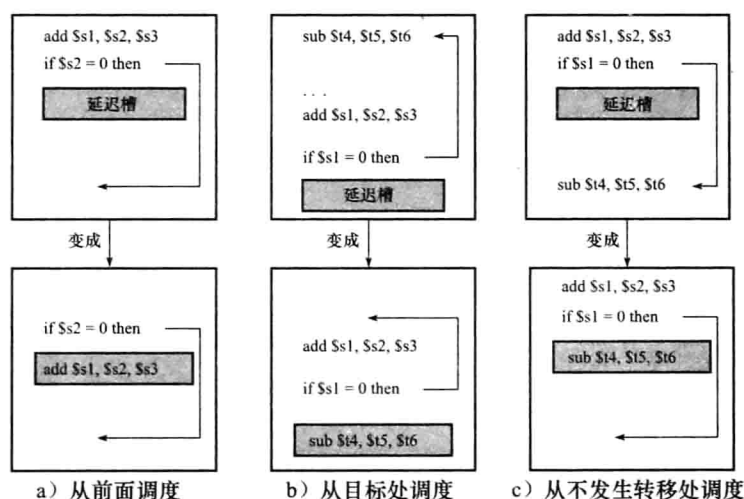 add $s1, $s2, $s3
if $s2 = 0 then
延迟槽
变成
if $s2 = 0 then
add $s1, $s2, $s3
a）从前面调度
sub $t4, $t5, $t6
. . .
add $s1, $s2, $s3
if $s1 = 0 then
延迟槽
变成
add $s1, $s2, $s3
if $s1 = 0 then
sub $t4, $t5, $t6
b）从目标处调度
add $s1, $s2, $s3
if $s1 = 0 then
延迟槽
sub $t4, $t5, $t6
变成
add $s1, $s2, $s3
if $s1 = 0 then
sub $t4, $t5, $t6
c）从不发生转移处调度